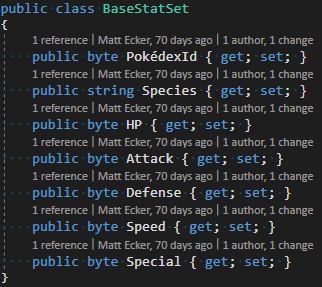 public class BaseStatSet
{
1 reference | Matt Ecker, 70 days ago | 1 author, 1 change
public byte PokédexId { get; set; }
1 reference | Matt Ecker, 70 days ago | 1 author, 1 change
public string Species { get; set; }
1 reference | Matt Ecker, 70 days ago | 1 author, 1 change
public byte HP { get; set; }
1 reference | Matt Ecker, 70 days ago | 1 author, 1 change
public byte Attack { get; set; }
1 reference | Matt Ecker, 70 days ago | 1 author, 1 change
public byte Defense { get; set; }
1 reference | Matt Ecker, 70 days ago | 1 author, 1 change
public byte Speed { get; set; }
1 reference | Matt Ecker, 70 days ago | 1 author, 1 change
public byte Special { get; set; }
}